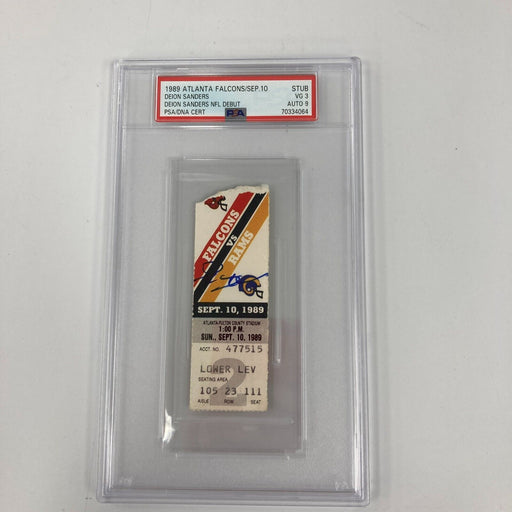 1989 ATLANTA FALCONS/SEP.10 STUB
DEION SANDERS VG 3
DEION SANDERS NFL DEBUT AUTO 9
PSA/DNA CERT PSA 70334064
FALCONS
VS
RAMS
SEPT. 10, 1989
ATLANTA-FULTON COUNTY STADIUM
1:00 P.M.
SUN., SEPT. 10, 1989
ACCT. NO. 477515
2
LOWER LEV
SEATING AREA
105 23 111
AISLE ROW SEAT